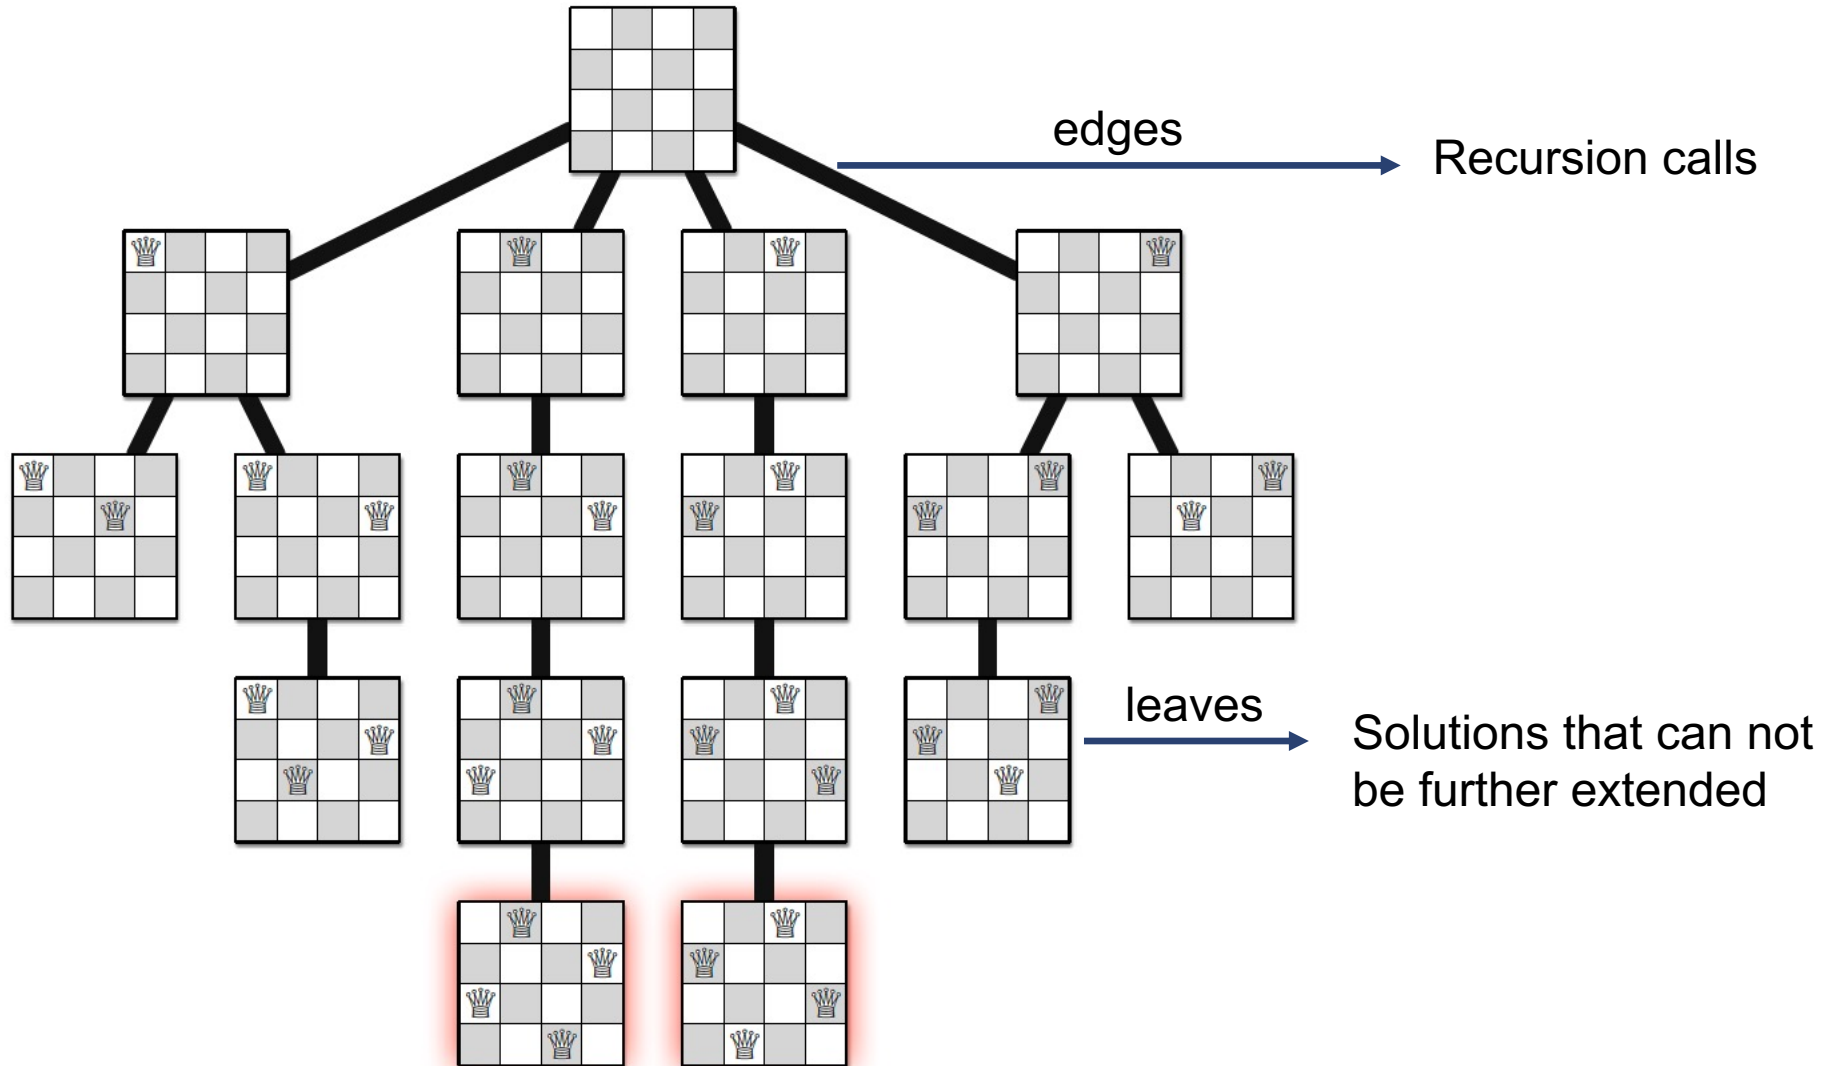 edges
Recursion calls
leaves
Solutions that can not
be further extended